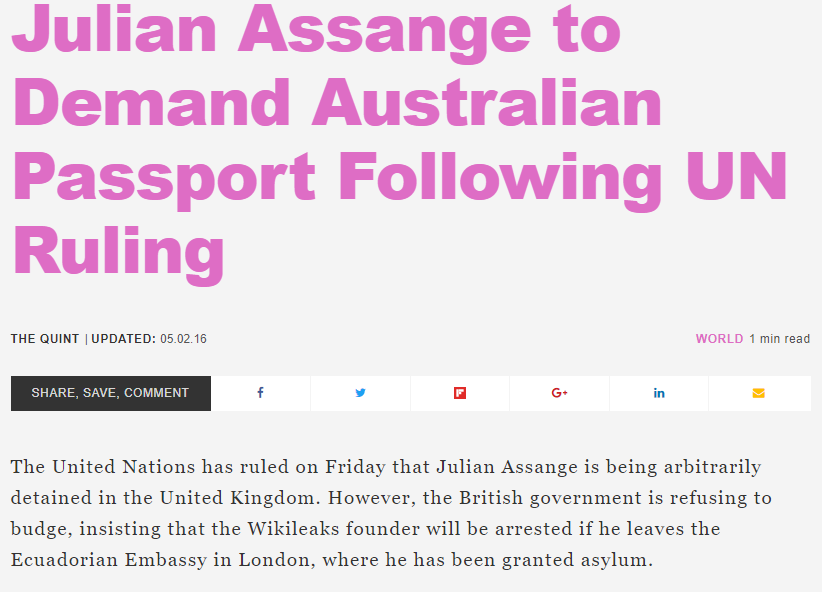 Julian Assange to
Demand Australian
Passport Following UN
Ruling
THE QUINT | UPDATED: 05.02.16
WORLD 1 min read
SHARE, SAVE, COMMENT
G+
in
The United Nations has ruled on Friday that Julian Assange is being arbitrarily
detained in the United Kingdom. However, the British government is refusing to
budge, insisting that the Wikileaks founder will be arrested if he leaves the
Ecuadorian Embassy in London, where he has been granted asylum.